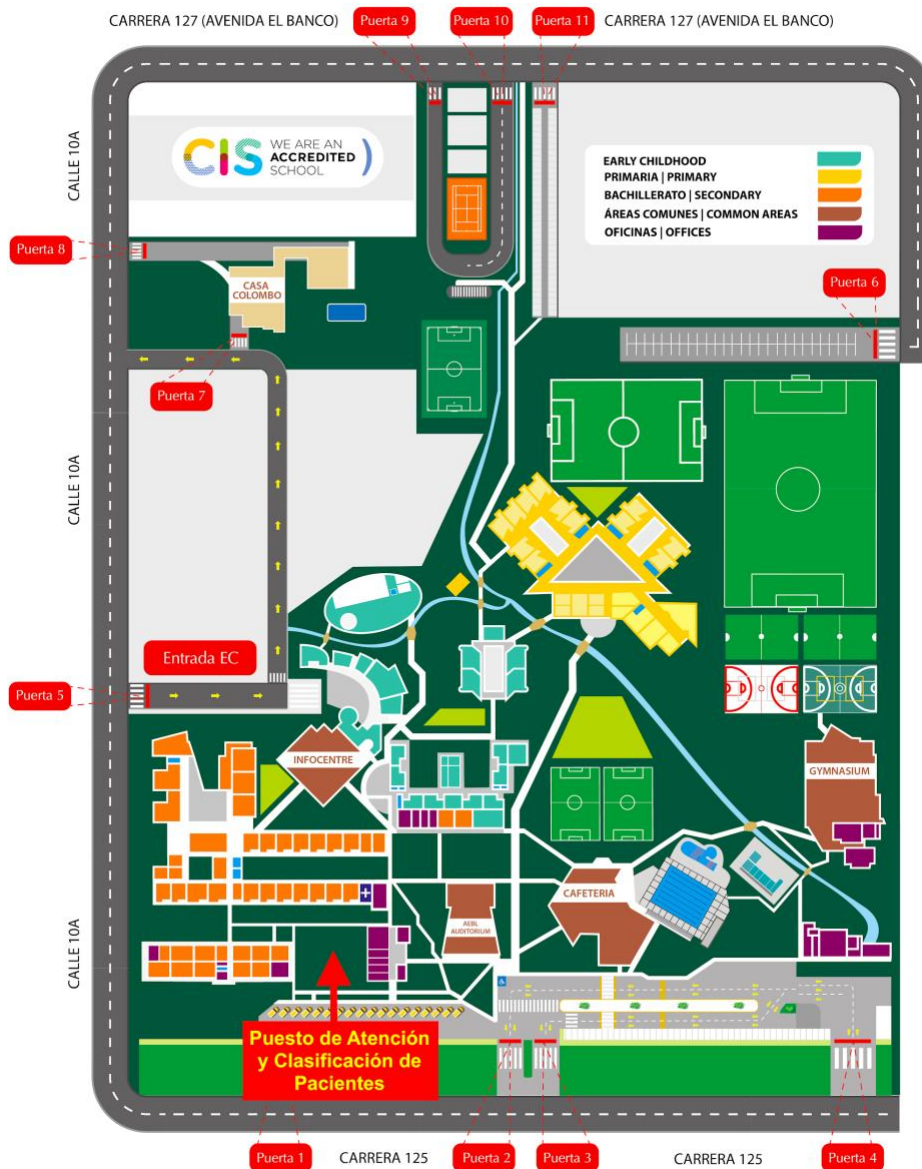 CARRERA 127 (AVENIDA EL BANCO)
Puerta 9
Puerta 10
Puerta 11
CARRERA 127 (AVENIDA EL BANCO)
CALLE 10A
CIS
WE ARE AN
ACCREDITED
SCHOOL
EARLY CHILDHOOD
PRIMARIA | PRIMARY
BACHILLERATO | SECONDARY
ÁREAS COMUNES | COMMON AREAS
OFICINAS | OFFICES
Puerta 8
CASA
COLOMBO
Puerta 6
Puerta 7
CALLE 10A
Entrada EC
Puerta 5
INFOCENTRE
GYMNASIUM
CAFETERIA
AEBL
AUDITORIUM
CALLE 10A
Puesto de Atención
y Clasificación de
Pacientes
Puerta 1
CARRERA 125
Puerta 2
Puerta 3
CARRERA 125
Puerta 4